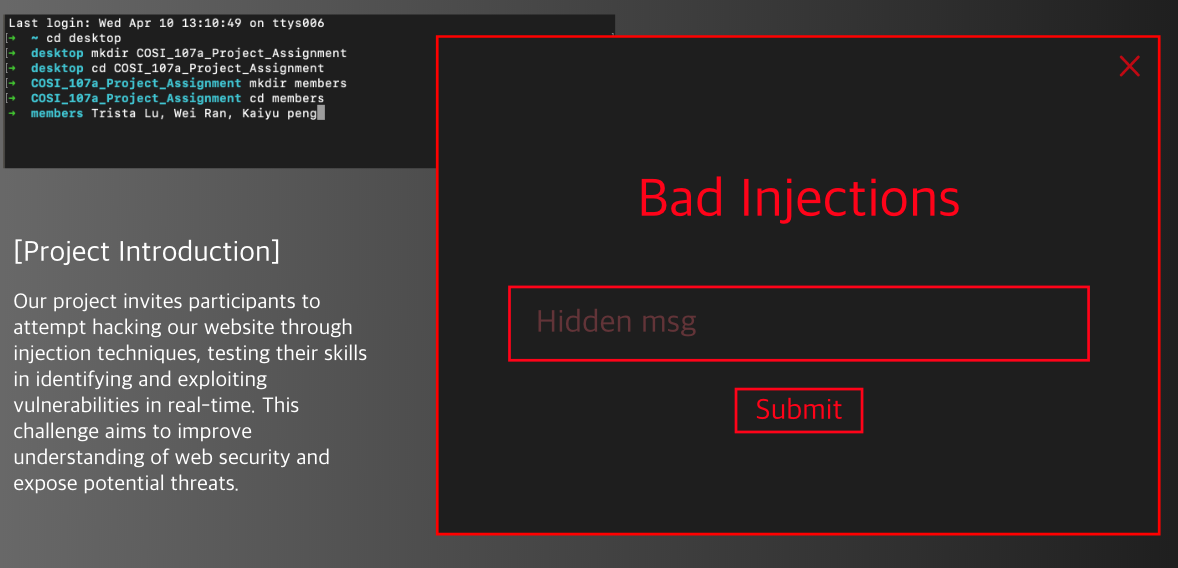 Last login: Wed Apr 10 13:10:49 on ttys006
[➜ ~ cd desktop
[➜ desktop mkdir COSI_107a_Project_Assignment
[➜ desktop cd COSI_107a_Project_Assignment
[➜ COSI_107a_Project_Assignment mkdir members
[➜ COSI_107a_Project_Assignment cd members
➜ members Trista Lu, Wei Ran, Kaiyu peng
[Project Introduction]
Our project invites participants to
attempt hacking our website through
injection techniques, testing their skills
in identifying and exploiting
vulnerabilities in real-time. This
challenge aims to improve
understanding of web security and
expose potential threats.
Bad Injections
Hidden msg
Submit